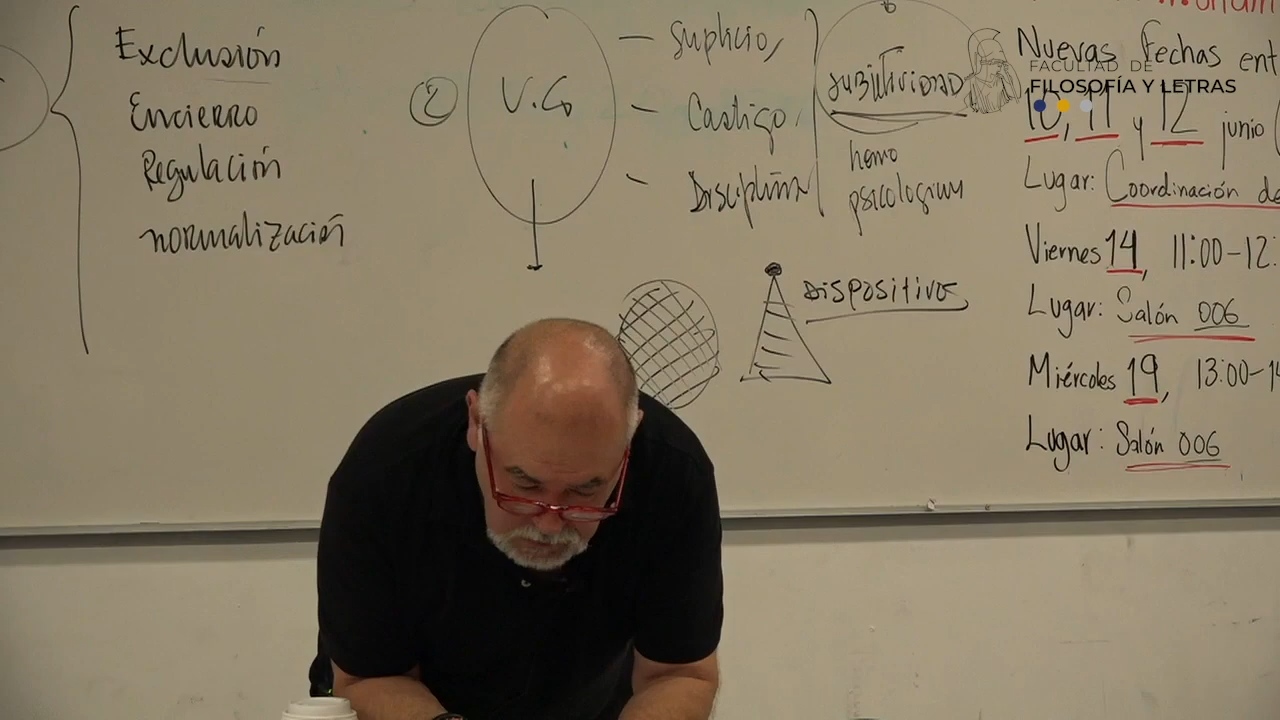 Exclusión
Encierro
Regulación
normalización
2
V.G
— Suplicio,
— Castigo,
— Disciplina
subjetividad
homo
psicologicus
Dispositivos
Nuevas fechas ent
10, 11 y 12 junio (
Lugar: Coordinación de
Viernes 14, 11:00-12:
Lugar: Salón 006
Miércoles 19, 13:00-1
Lugar: Salón 006
FACULTAD DE
FILOSOFÍA Y LETRAS